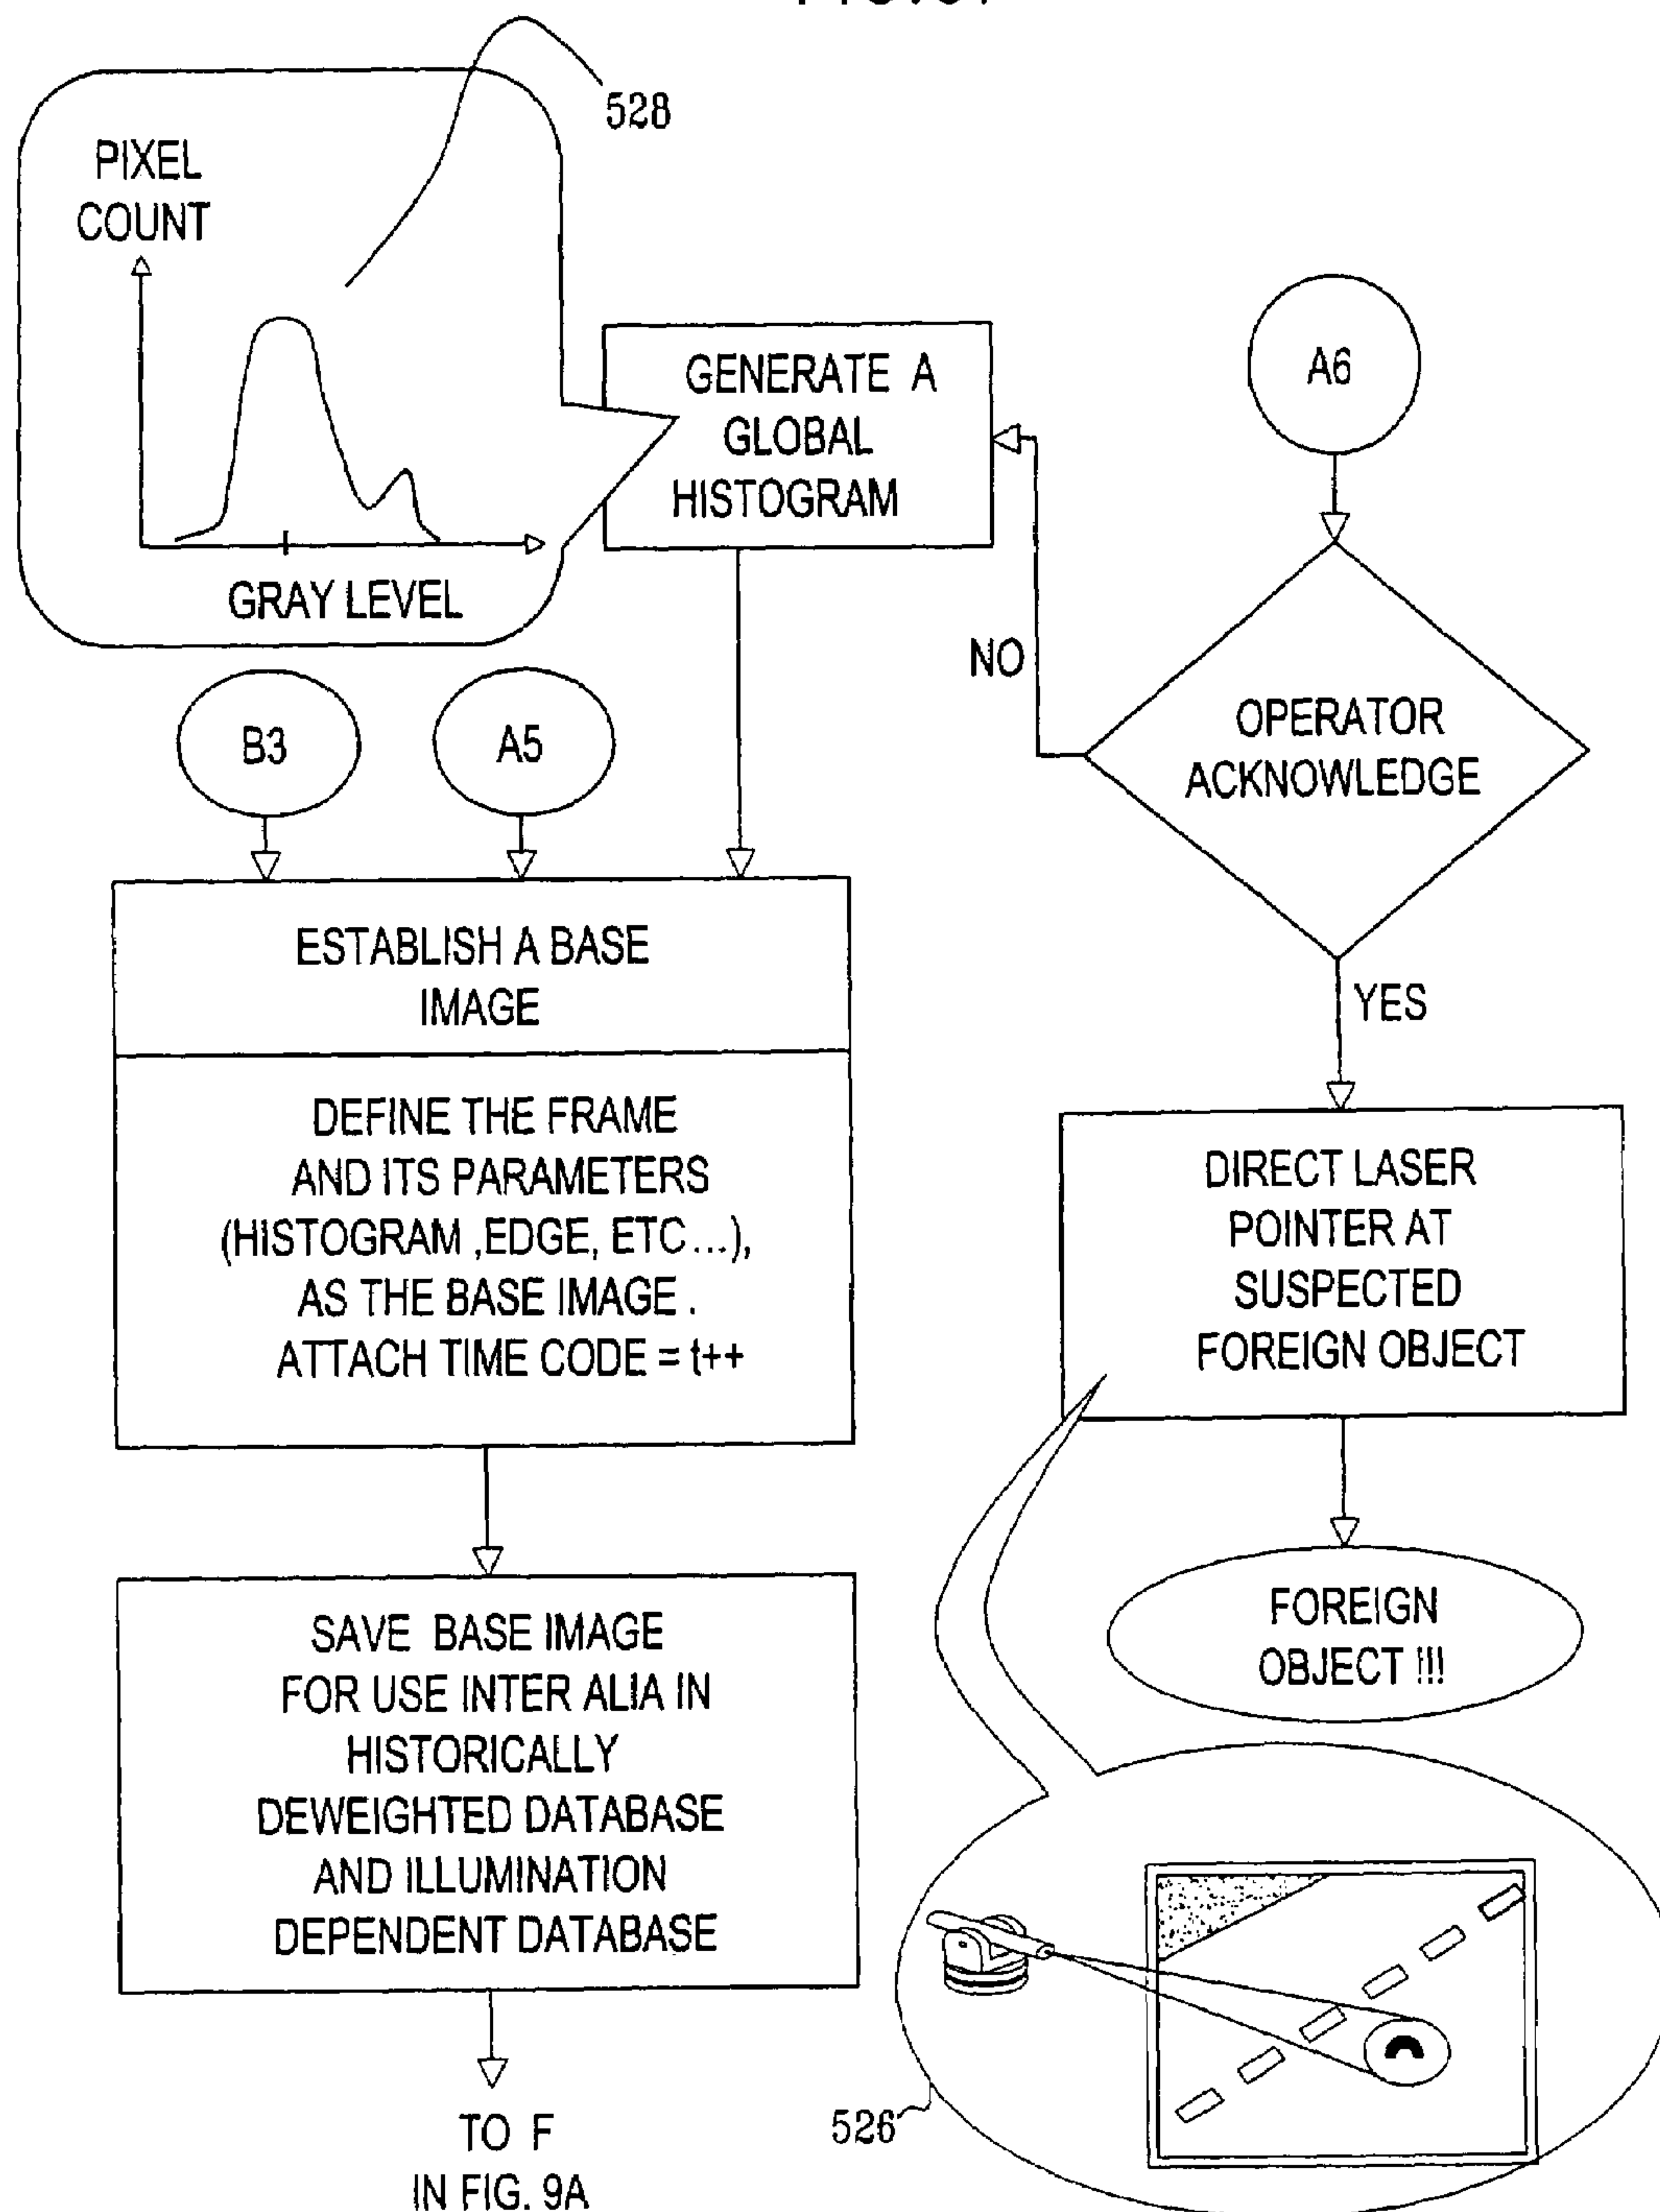 528
PIXEL
COUNT
GRAY LEVEL
GENERATE A
GLOBAL
HISTOGRAM
A6
NO
OPERATOR
ACKNOWLEDGE
YES
B3
A5
ESTABLISH A BASE
IMAGE
DEFINE THE FRAME
AND ITS PARAMETERS
(HISTOGRAM ,EDGE, ETC...),
AS THE BASE IMAGE .
ATTACH TIME CODE = t++
DIRECT LASER
POINTER AT
SUSPECTED
FOREIGN OBJECT
FOREIGN
OBJECT !!!
SAVE BASE IMAGE
FOR USE INTER ALIA IN
HISTORICALLY
DEWEIGHTED DATABASE
AND ILLUMINATION
DEPENDENT DATABASE
526
TO F
IN FIG. 9A